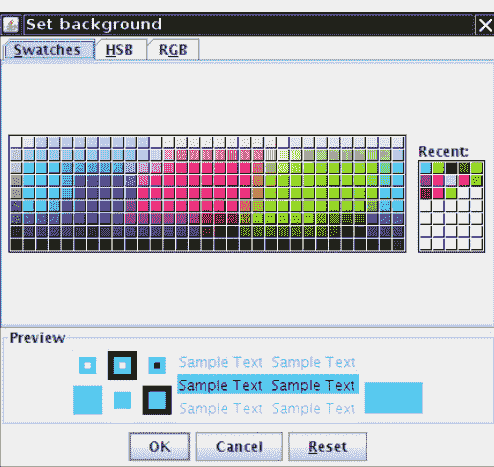 Set background
Swatches HSB RGB
Recent:
Preview
Sample Text Sample Text
Sample Text Sample Text
Sample Text Sample Text
OK Cancel Reset